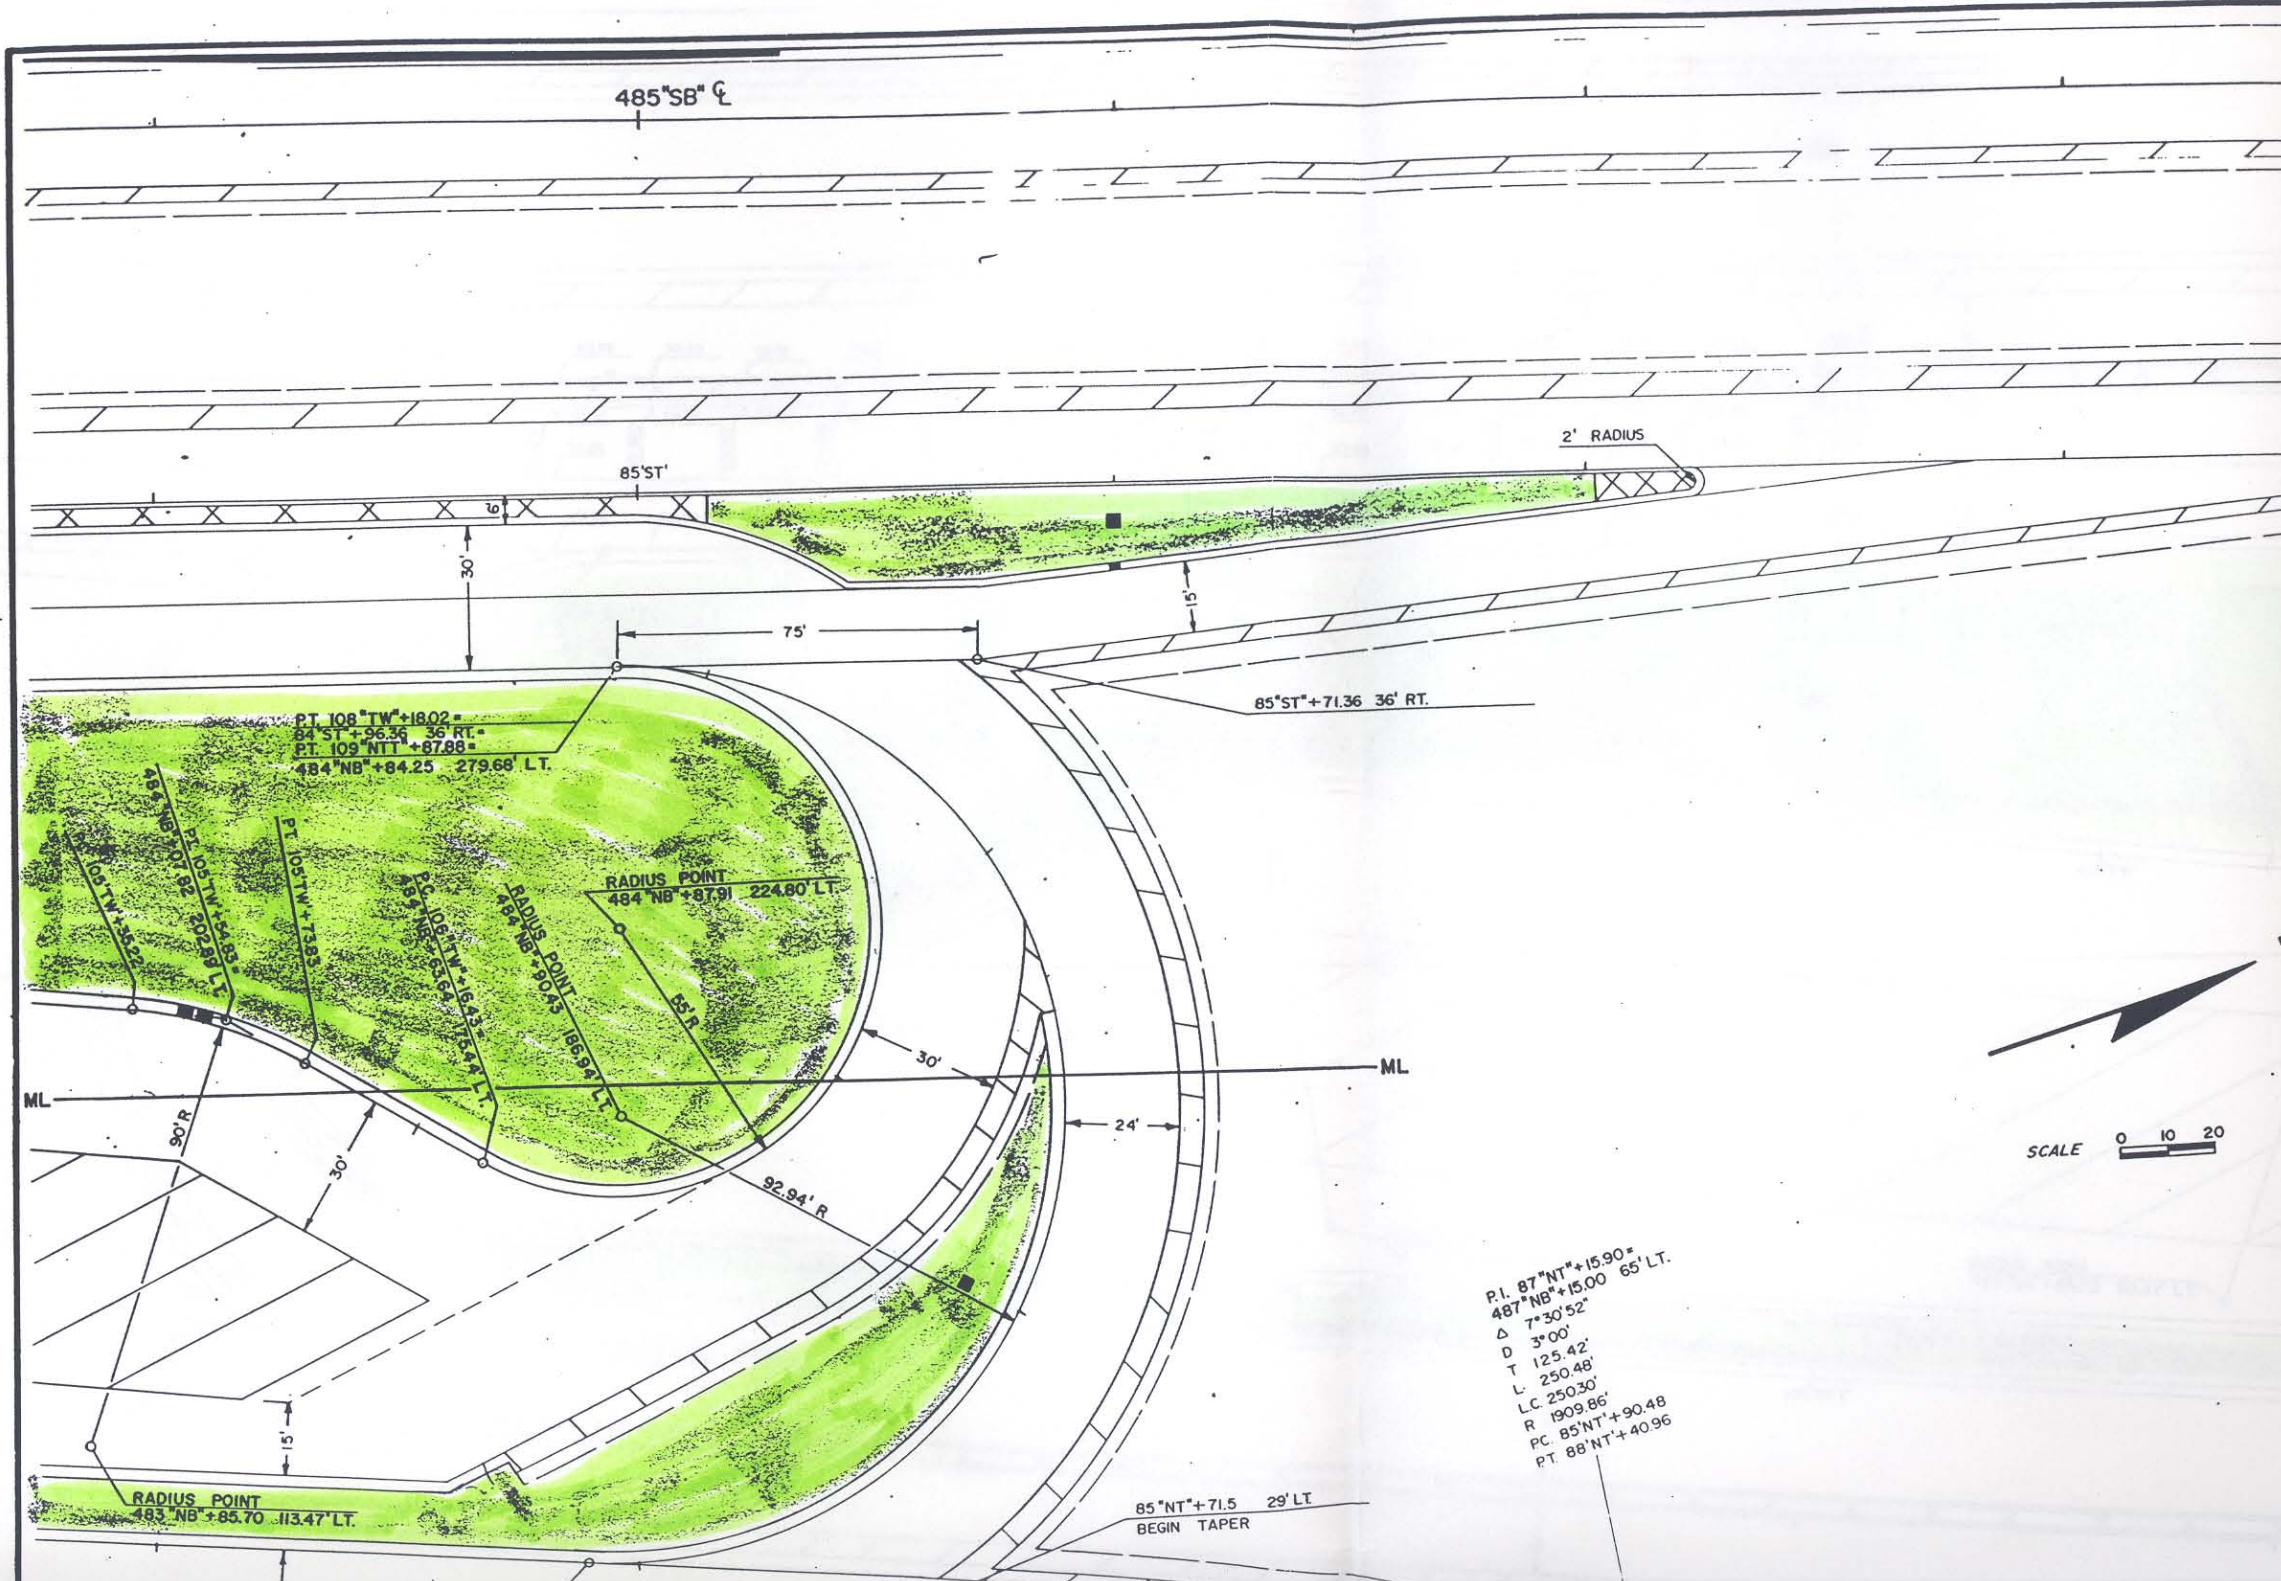 485"SB" ℄
2' RADIUS
85'ST'
6'
30'
15'
75'
85"ST"+71.36 36' RT.
P.T. 108"TW"+18.02=
84"ST"+96.36 36' RT.=
P.T. 109"NTT"+87.88=
484"NB"+84.25 279.68' LT.
105'TW'+35.22
P.T. 105'TW'+54.83=
484"NB"+07.82 202.89' LT.
P.T. 105'TW'+73.83
P.C. 106'TW'+16.43=
484"NB"+63.64 175.44' LT.
RADIUS POINT
484"NB"+90.43 186.94' LT.
RADIUS POINT
484"NB"+87.91 224.80' LT.
55' R
30'
ML
ML
90' R
30'
24'
92.94' R
SCALE 0 10 20
P.I. 87"NT"+15.90=
487"NB"+15.00 65' LT.
Δ 7°30'52"
D 3°00'
T 125.42'
L. 250.48'
L.C. 250.30'
R 1909.86'
P.C. 85'NT'+90.48
P.T. 88'NT'+40.96
15'
RADIUS POINT
483"NB"+85.70 113.47' LT.
85"NT"+71.5 29' LT.
BEGIN TAPER